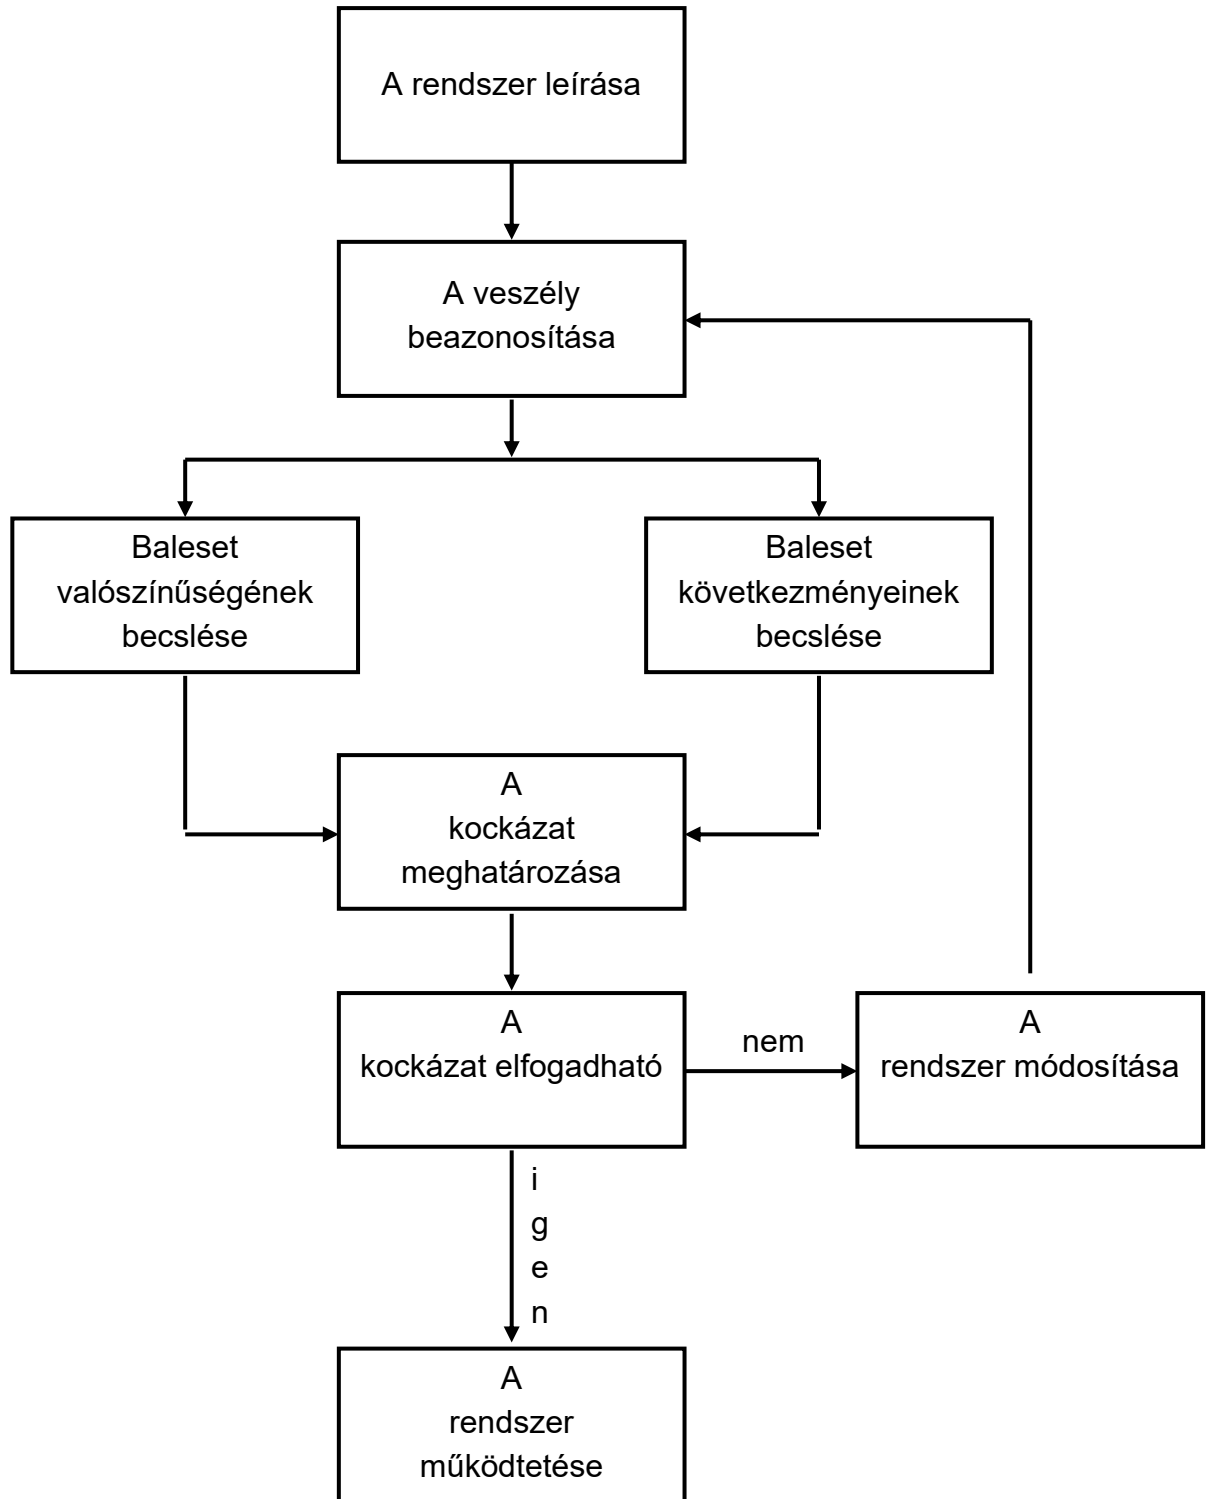 A rendszer leírása
A veszély
beazonosítása
Baleset
valószínűségének
becslése
Baleset
következményeinek
becslése
A
kockázat
meghatározása
A
kockázat elfogadható
nem
A
rendszer módosítása
i
g
e
n
A
rendszer
működtetése